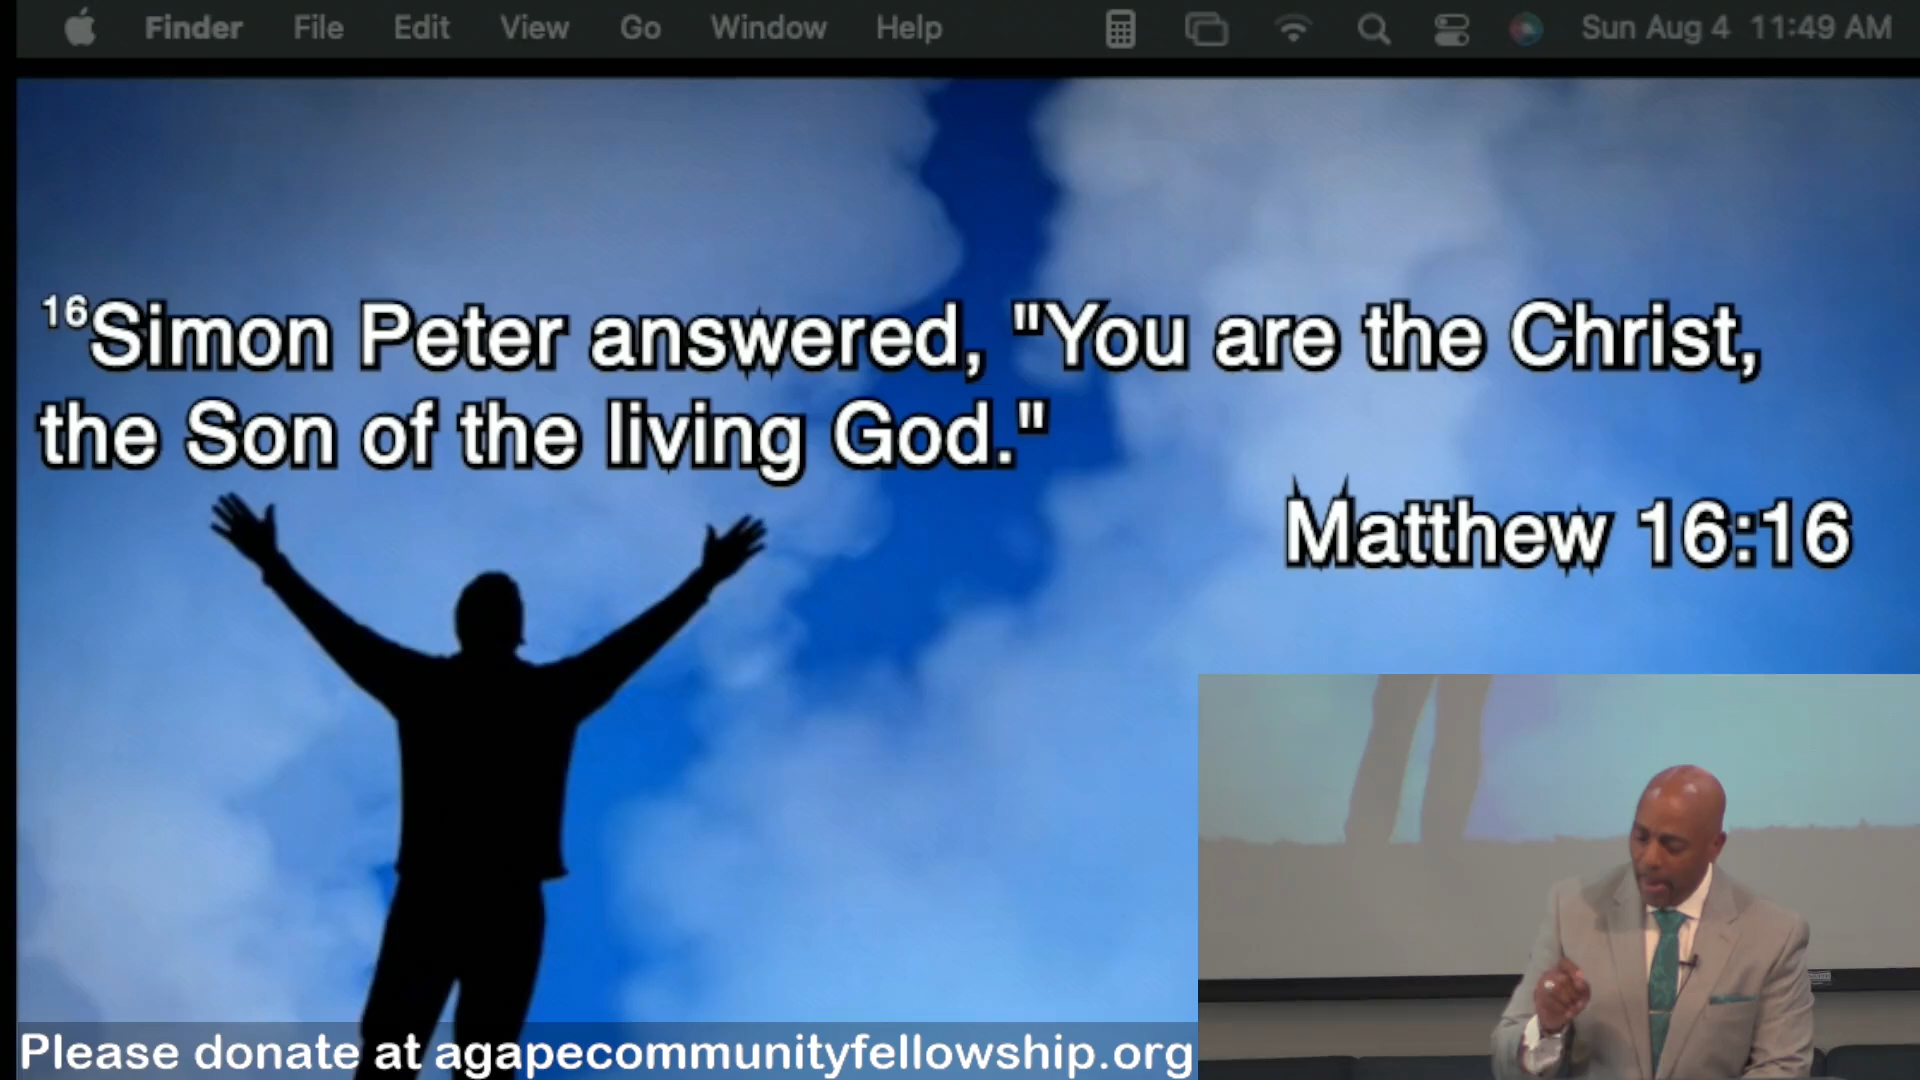 Finder File Edit View Go Window Help Sun Aug 4 11:49 AM
16Simon Peter answered, "You are the Christ,
the Son of the living God."
Matthew 16:16
Please donate at agapecommunityfellowship.org